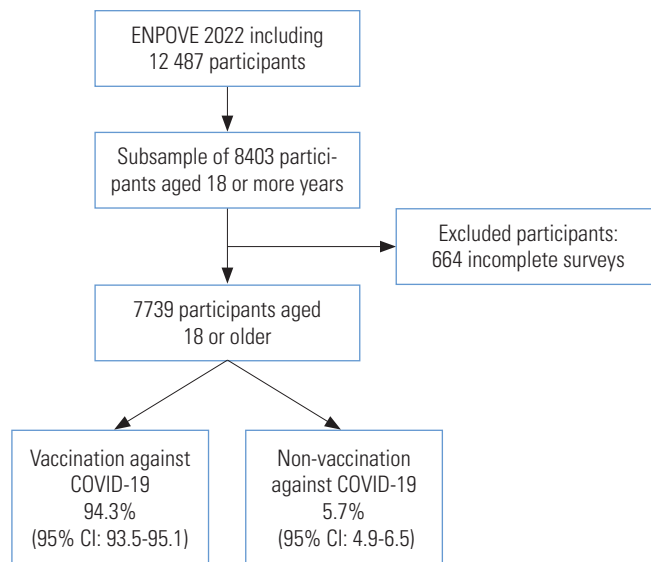 ENPOVE 2022 including
12 487 participants
Subsample of 8403 partici-
pants aged 18 or more years
Excluded participants:
664 incomplete surveys
7739 participants aged
18 or older
Vaccination against
COVID-19
94.3%
(95% CI: 93.5-95.1)
Non-vaccination
against COVID-19
5.7%
(95% CI: 4.9-6.5)